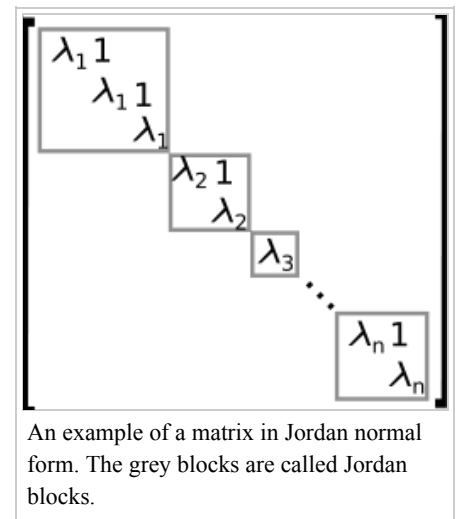 λ₁ 1
λ₁ 1
λ₁
λ₂ 1
λ₂
λ₃
λₙ 1
λₙ
An example of a matrix in Jordan normal
form. The grey blocks are called Jordan
blocks.